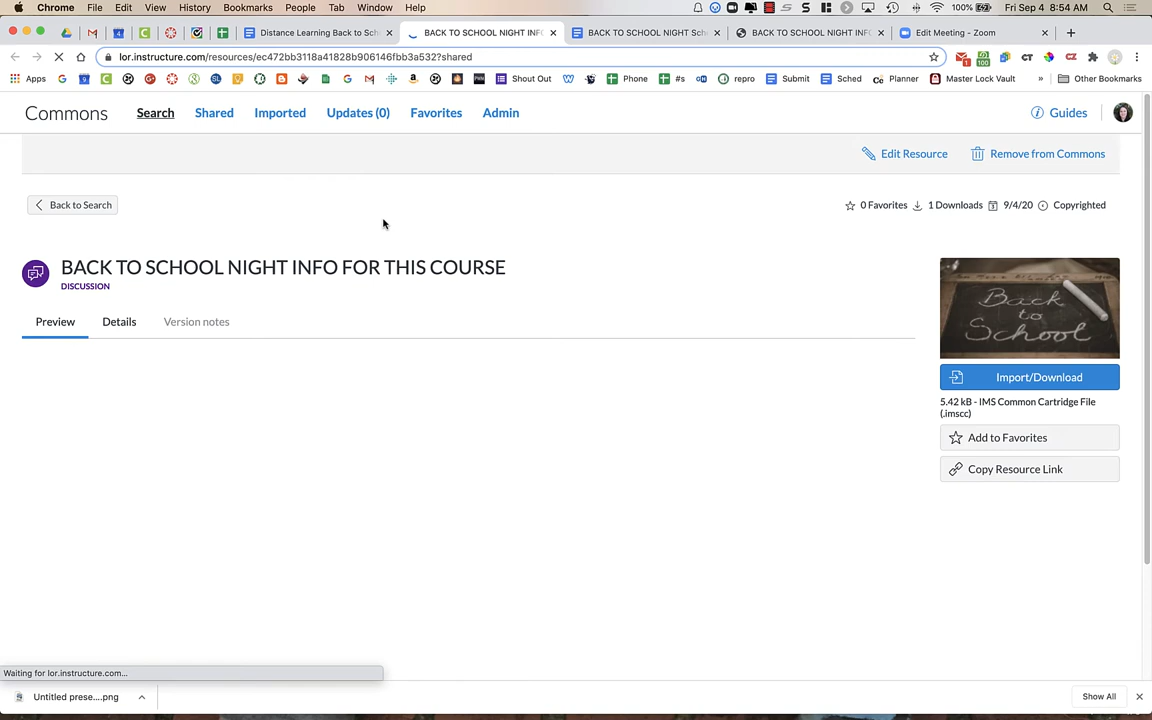 Chrome File Edit View History Bookmarks People Tab Window Help 100% Fri Sep 4 8:54 AM
Distance Learning Back to Sch BACK TO SCHOOL NIGHT INFO BACK TO SCHOOL NIGHT Sch BACK TO SCHOOL NIGHT INFO Edit Meeting - Zoom
lor.instructure.com/resources/ec472bb3118a41828b906146fbb3a532?shared
Apps Shout Out Phone #s repro Submit Sched Planner Master Lock Vault » Other Bookmarks
Commons Search Shared Imported Updates (0) Favorites Admin Guides
Edit Resource Remove from Commons
Back to Search 0 Favorites 1 Downloads 9/4/20 Copyrighted
BACK TO SCHOOL NIGHT INFO FOR THIS COURSE
DISCUSSION
Back
to
School
Preview Details Version notes
Import/Download
5.42 kB - IMS Common Cartridge File
(.imscc)
Add to Favorites
Copy Resource Link
Waiting for lor.instructure.com...
Untitled prese....png Show All